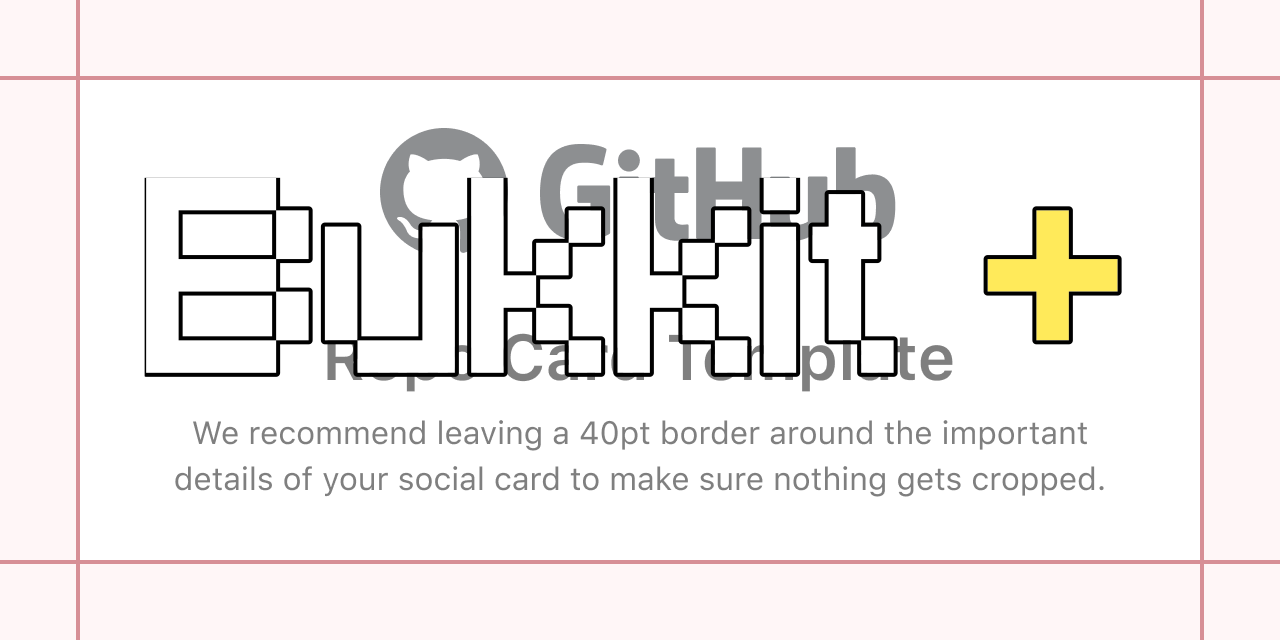 GitHub
Bukkit +
Repo Card Template
We recommend leaving a 40pt border around the important
details of your social card to make sure nothing gets cropped.